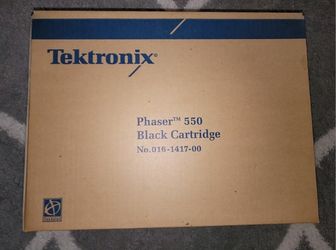 Tektronix®
Phaser™ 550
Black Cartridge
No.016-1417-00